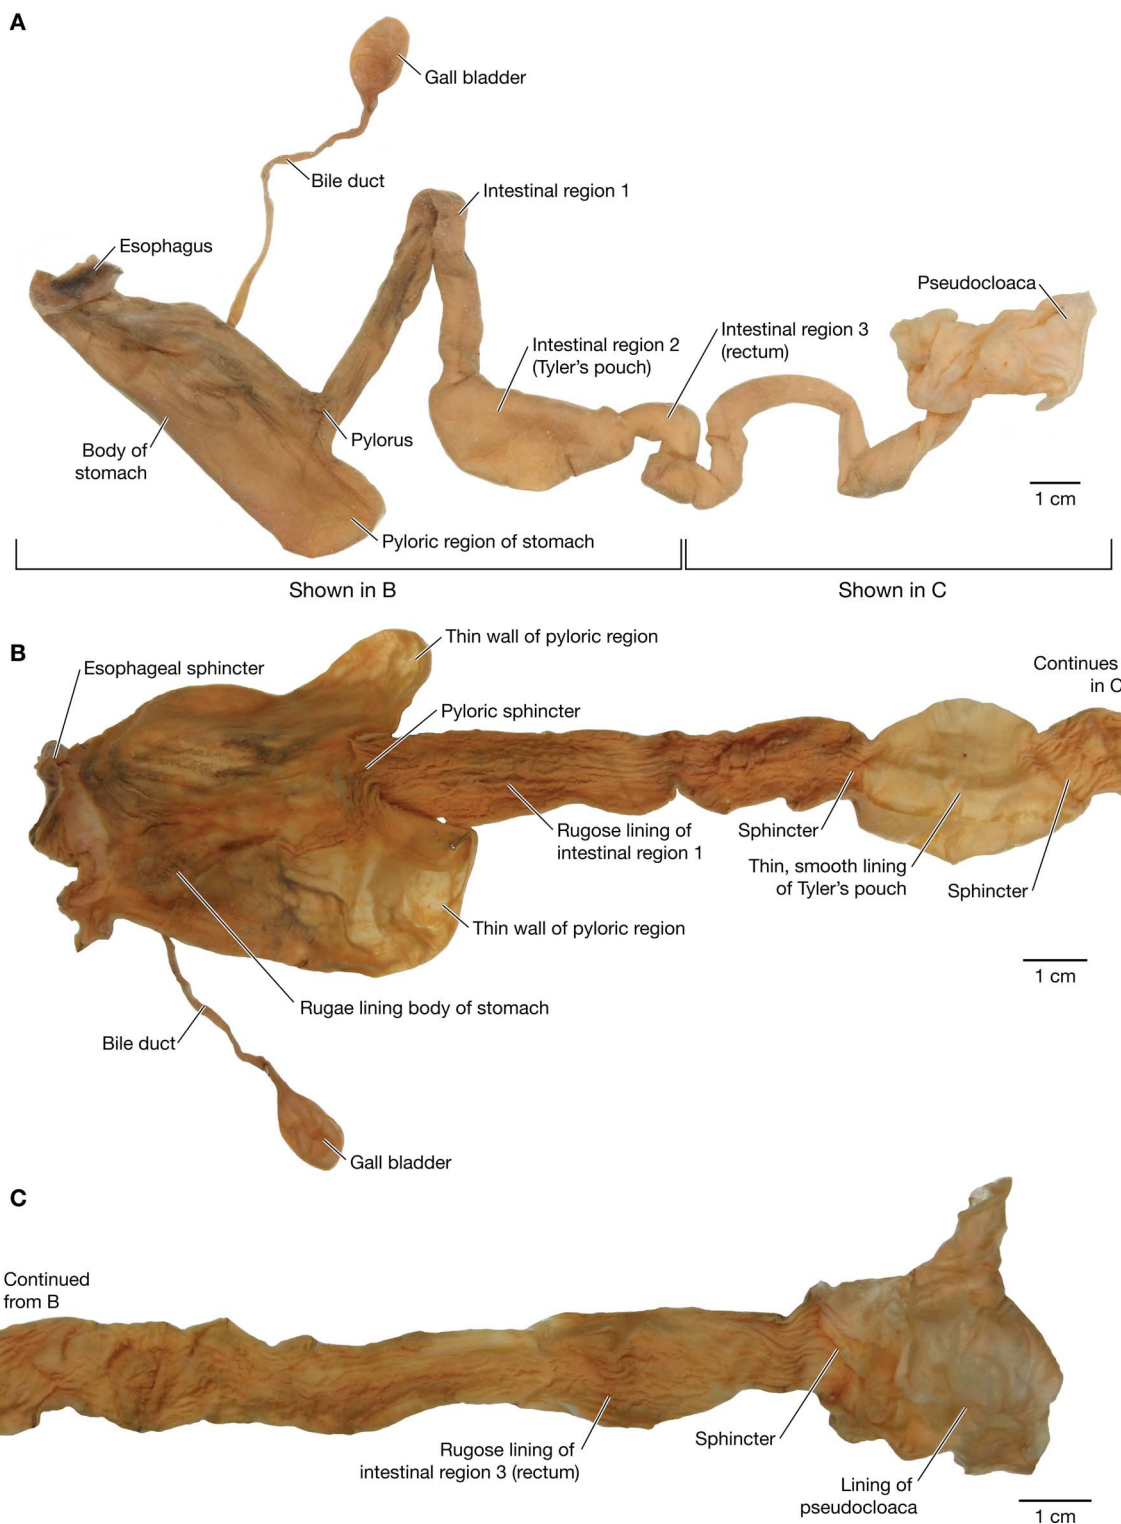 A
Gall bladder
Bile duct
Intestinal region 1
Esophagus
Pseudocloaca
Intestinal region 2
(Tyler’s pouch)
Intestinal region 3
(rectum)
Pylorus
Body of
stomach
1 cm
Pyloric region of stomach
Shown in B
Shown in C
B
Thin wall of pyloric region
Esophageal sphincter
Continues
in C
Pyloric sphincter
Rugose lining of
intestinal region 1
Sphincter
Thin, smooth lining
of Tyler’s pouch
Sphincter
Thin wall of pyloric region
1 cm
Rugae lining body of stomach
Bile duct
Gall bladder
C
Continued
from B
Rugose lining of
intestinal region 3 (rectum)
Sphincter
Lining of
pseudocloaca
1 cm